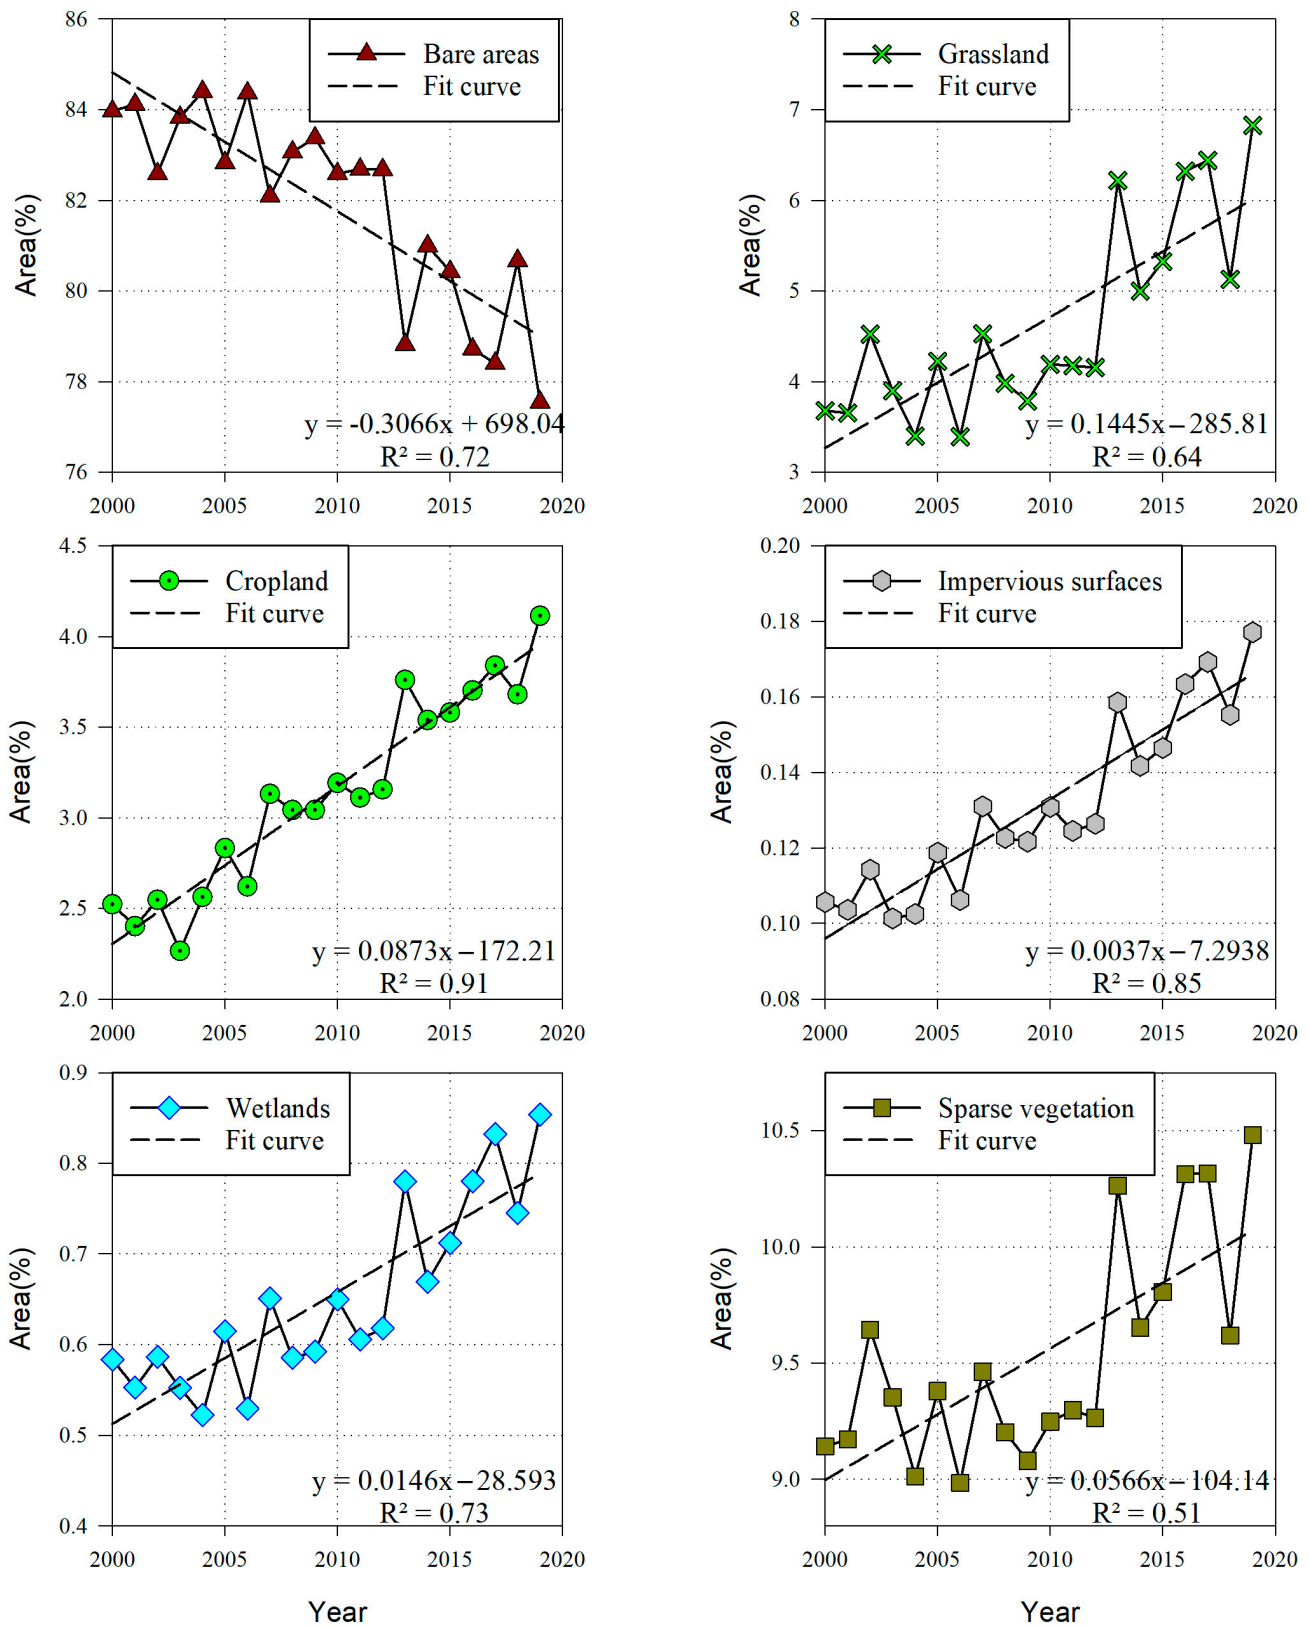 86
84
82
80
78
76
Area(%)
Bare areas
Fit curve
y = -0.3066x + 698.04
R² = 0.72
2000 2005 2010 2015 2020
8
7
6
5
4
3
Area(%)
Grassland
Fit curve
y = 0.1445x−285.81
R² = 0.64
2000 2005 2010 2015 2020
4.5
4.0
3.5
3.0
2.5
2.0
Area(%)
Cropland
Fit curve
y = 0.0873x−172.21
R² = 0.91
2000 2005 2010 2015 2020
0.20
0.18
0.16
0.14
0.12
0.10
0.08
Area(%)
Impervious surfaces
Fit curve
y = 0.0037x−7.2938
R² = 0.85
2000 2005 2010 2015 2020
0.9
0.8
0.7
0.6
0.5
0.4
Area(%)
Wetlands
Fit curve
y = 0.0146x−28.593
R² = 0.73
2000 2005 2010 2015 2020
Year
10.5
10.0
9.5
9.0
Area(%)
Sparse vegetation
Fit curve
y = 0.0566x−104.14
R² = 0.51
2000 2005 2010 2015 2020
Year